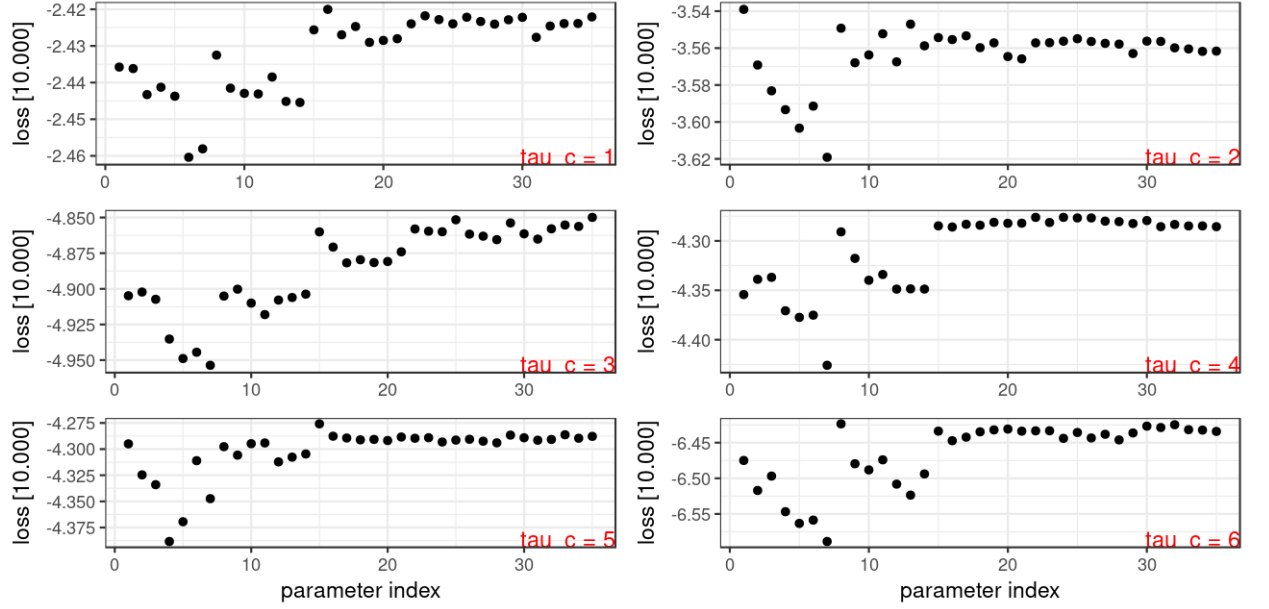 loss [10.000]
-2.42
-2.43
-2.44
-2.45
-2.46
0 10 20 30
tau_c = 1
loss [10.000]
-3.54
-3.56
-3.58
-3.60
-3.62
0 10 20 30
tau_c = 2
loss [10.000]
-4.850
-4.875
-4.900
-4.925
-4.950
0 10 20 30
tau_c = 3
loss [10.000]
-4.30
-4.35
-4.40
0 10 20 30
tau_c = 4
loss [10.000]
-4.275
-4.300
-4.325
-4.350
-4.375
0 10 20 30
tau_c = 5
parameter index
loss [10.000]
-6.45
-6.50
-6.55
0 10 20 30
tau_c = 6
parameter index